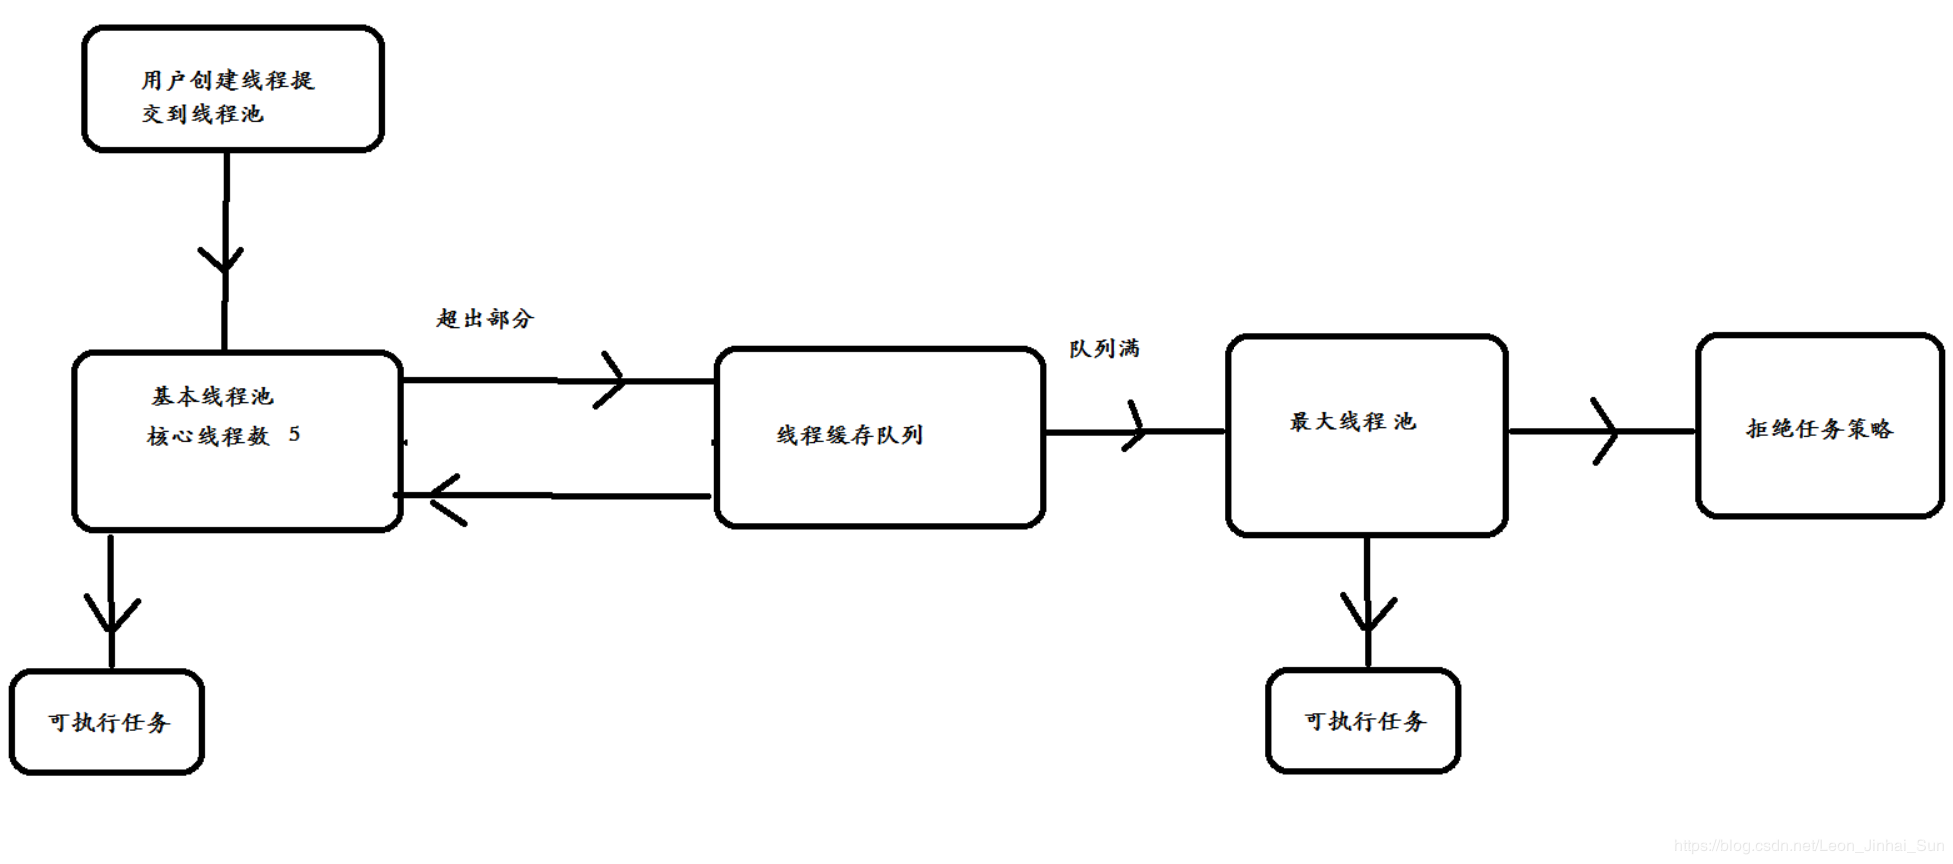 用户创建线程提
交到线程池
超出部分
队列满
基本线程池
核心线程数 5
线程缓存队列
最大线程池
拒绝任务策略
可执行任务
可执行任务
https://blog.csdn.net/Leon_Jinhai_Sun